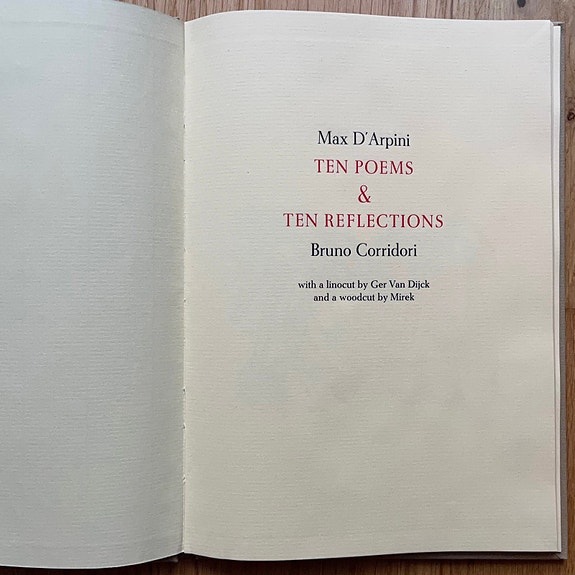 Max D'Arpini
TEN POEMS
&
TEN REFLECTIONS
Bruno Corridori
with a linocut by Ger Van Dijck
and a woodcut by Mirek